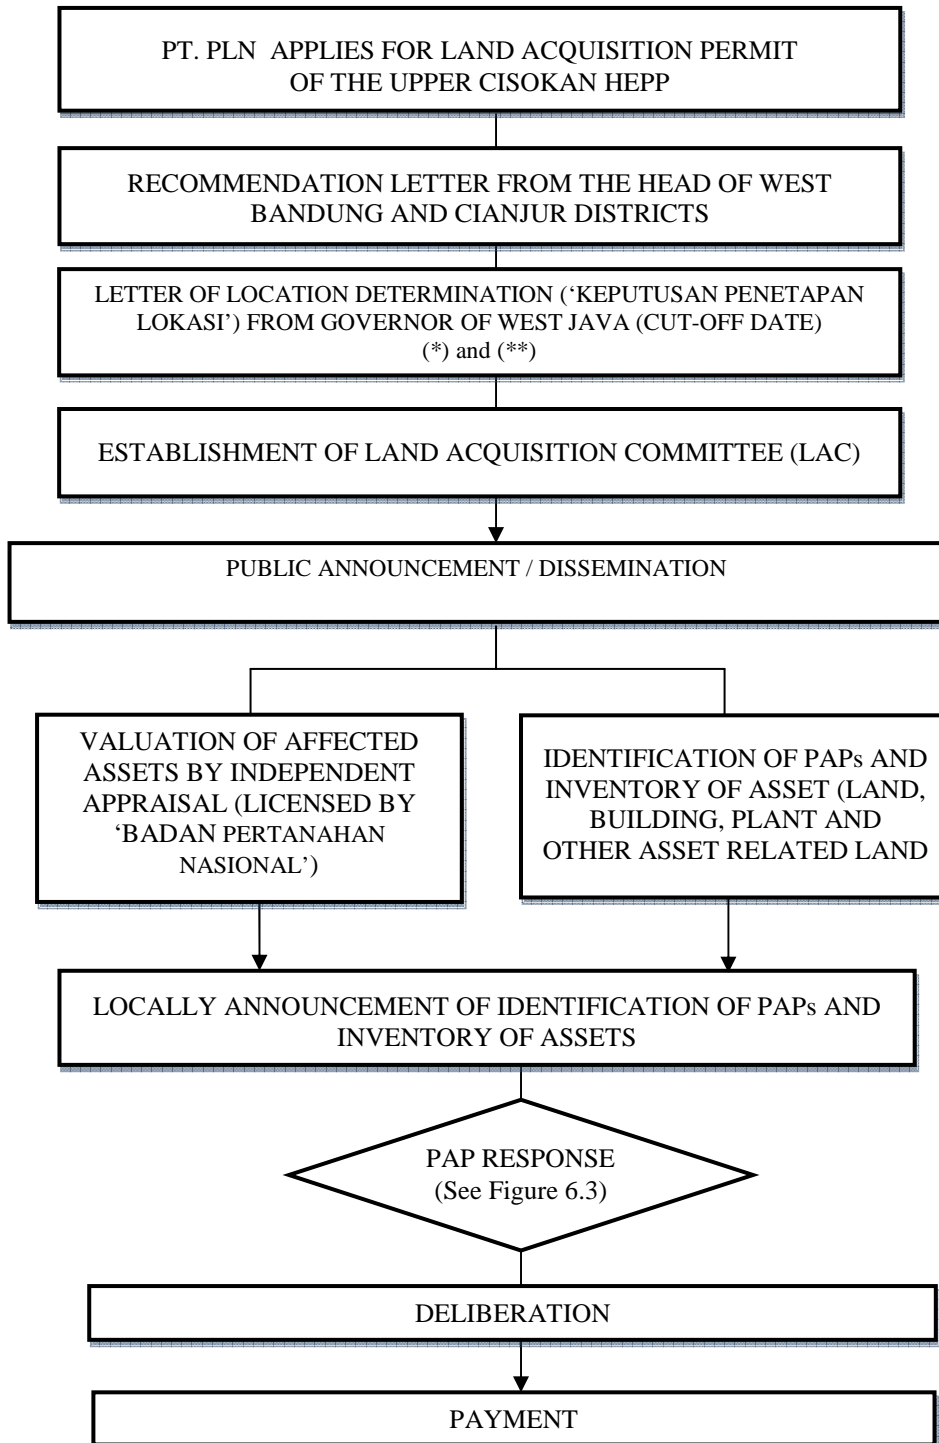 PT. PLN  APPLIES FOR LAND ACQUISITION PERMIT
OF THE UPPER CISOKAN HEPP
RECOMMENDATION LETTER FROM THE HEAD OF WEST
BANDUNG AND CIANJUR DISTRICTS
LETTER OF LOCATION DETERMINATION (‘KEPUTUSAN PENETAPAN
LOKASI’) FROM GOVERNOR OF WEST JAVA (CUT-OFF DATE)
(*) and (**)
ESTABLISHMENT OF LAND ACQUISITION COMMITTEE (LAC)
PUBLIC ANNOUNCEMENT / DISSEMINATION
VALUATION OF AFFECTED
ASSETS BY INDEPENDENT
APPRAISAL (LICENSED BY
‘BADAN PERTANAHAN
NASIONAL’)
IDENTIFICATION OF PAPs AND
INVENTORY OF ASSET (LAND,
BUILDING, PLANT AND
OTHER ASSET RELATED LAND
LOCALLY ANNOUNCEMENT OF IDENTIFICATION OF PAPs AND
INVENTORY OF ASSETS
PAP RESPONSE
(See Figure 6.3)
DELIBERATION
PAYMENT